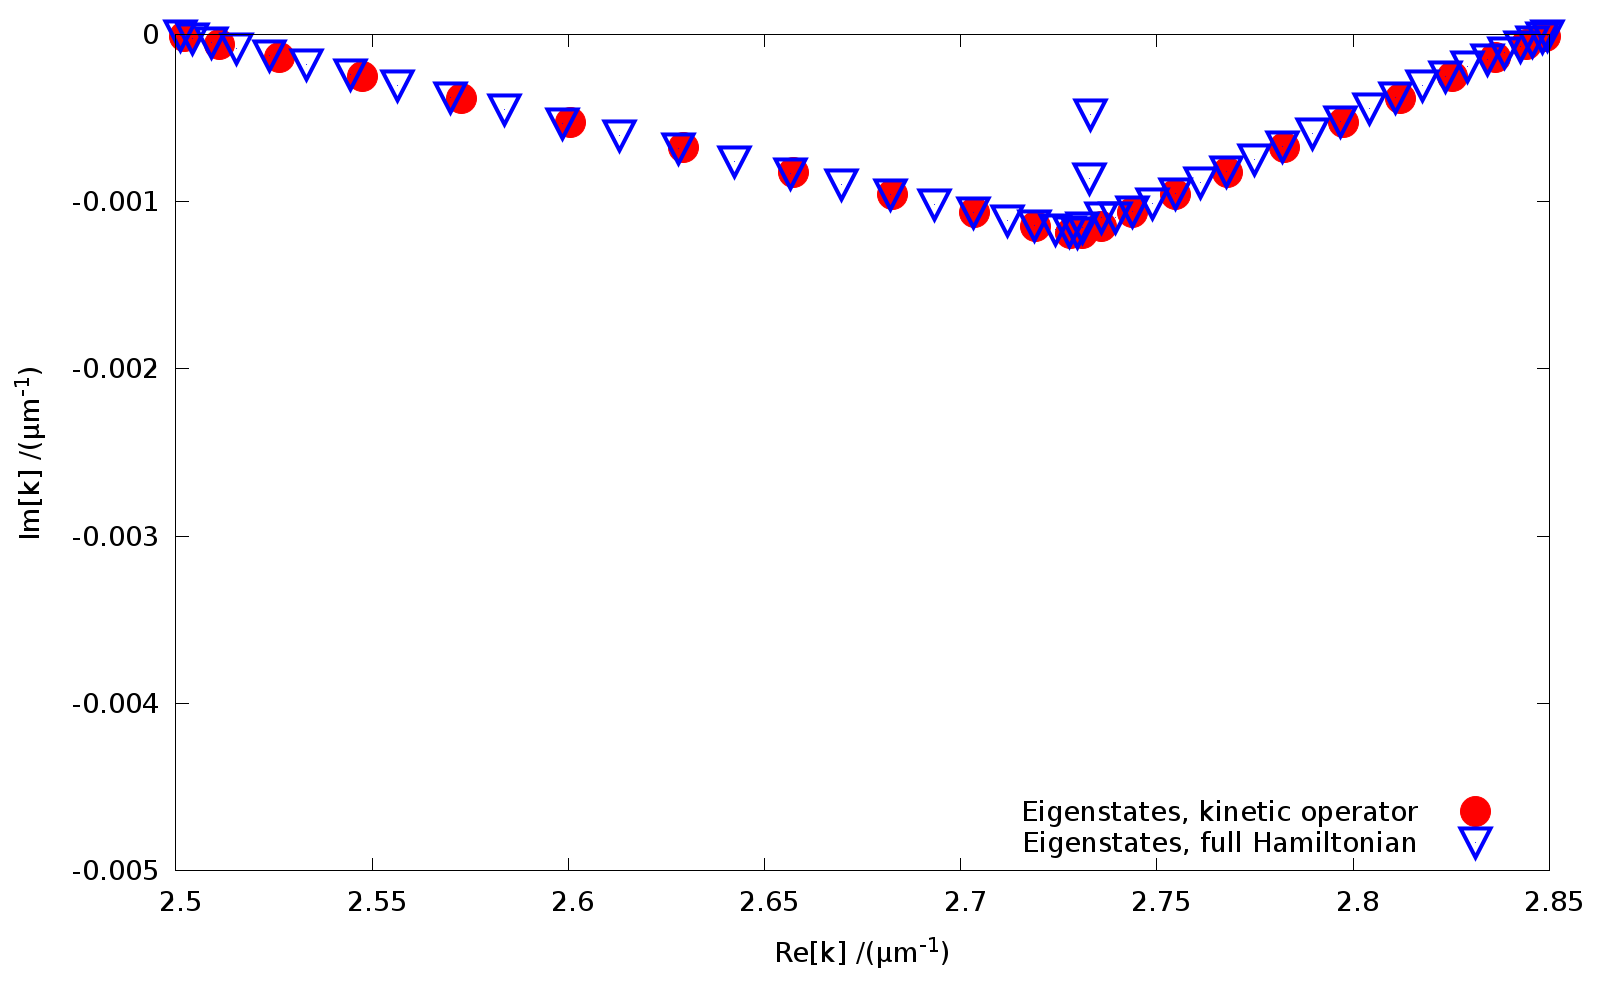 0
-0.001
-0.002
-0.003
-0.004
-0.005
Im[k] /(µm⁻¹)
Eigenstates, kinetic operator
Eigenstates, full Hamiltonian
2.5 2.55 2.6 2.65 2.7 2.75 2.8 2.85
Re[k] /(µm⁻¹)